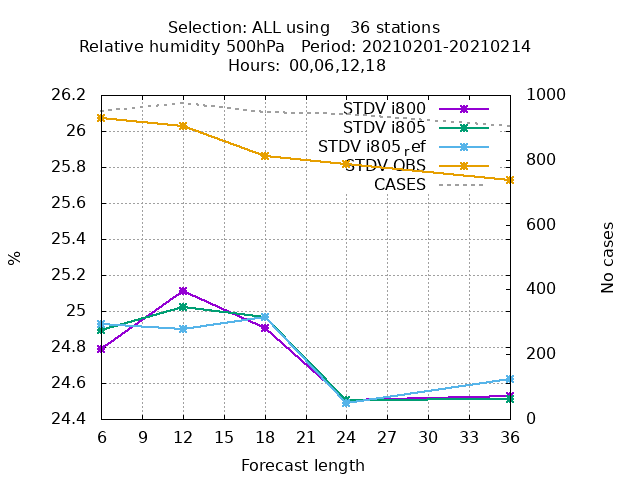 Selection: ALL using    36 stations
Relative humidity 500hPa   Period: 20210201-20210214
Hours: 00,06,12,18
26.2
26
25.8
25.6
25.4
25.2
25
24.8
24.6
24.4
1000
800
600
400
200
0
STDV i800
STDV i805
STDV i805_ref
STDV OBS
CASES
%
No cases
6 9 12 15 18 21 24 27 30 33 36
Forecast length